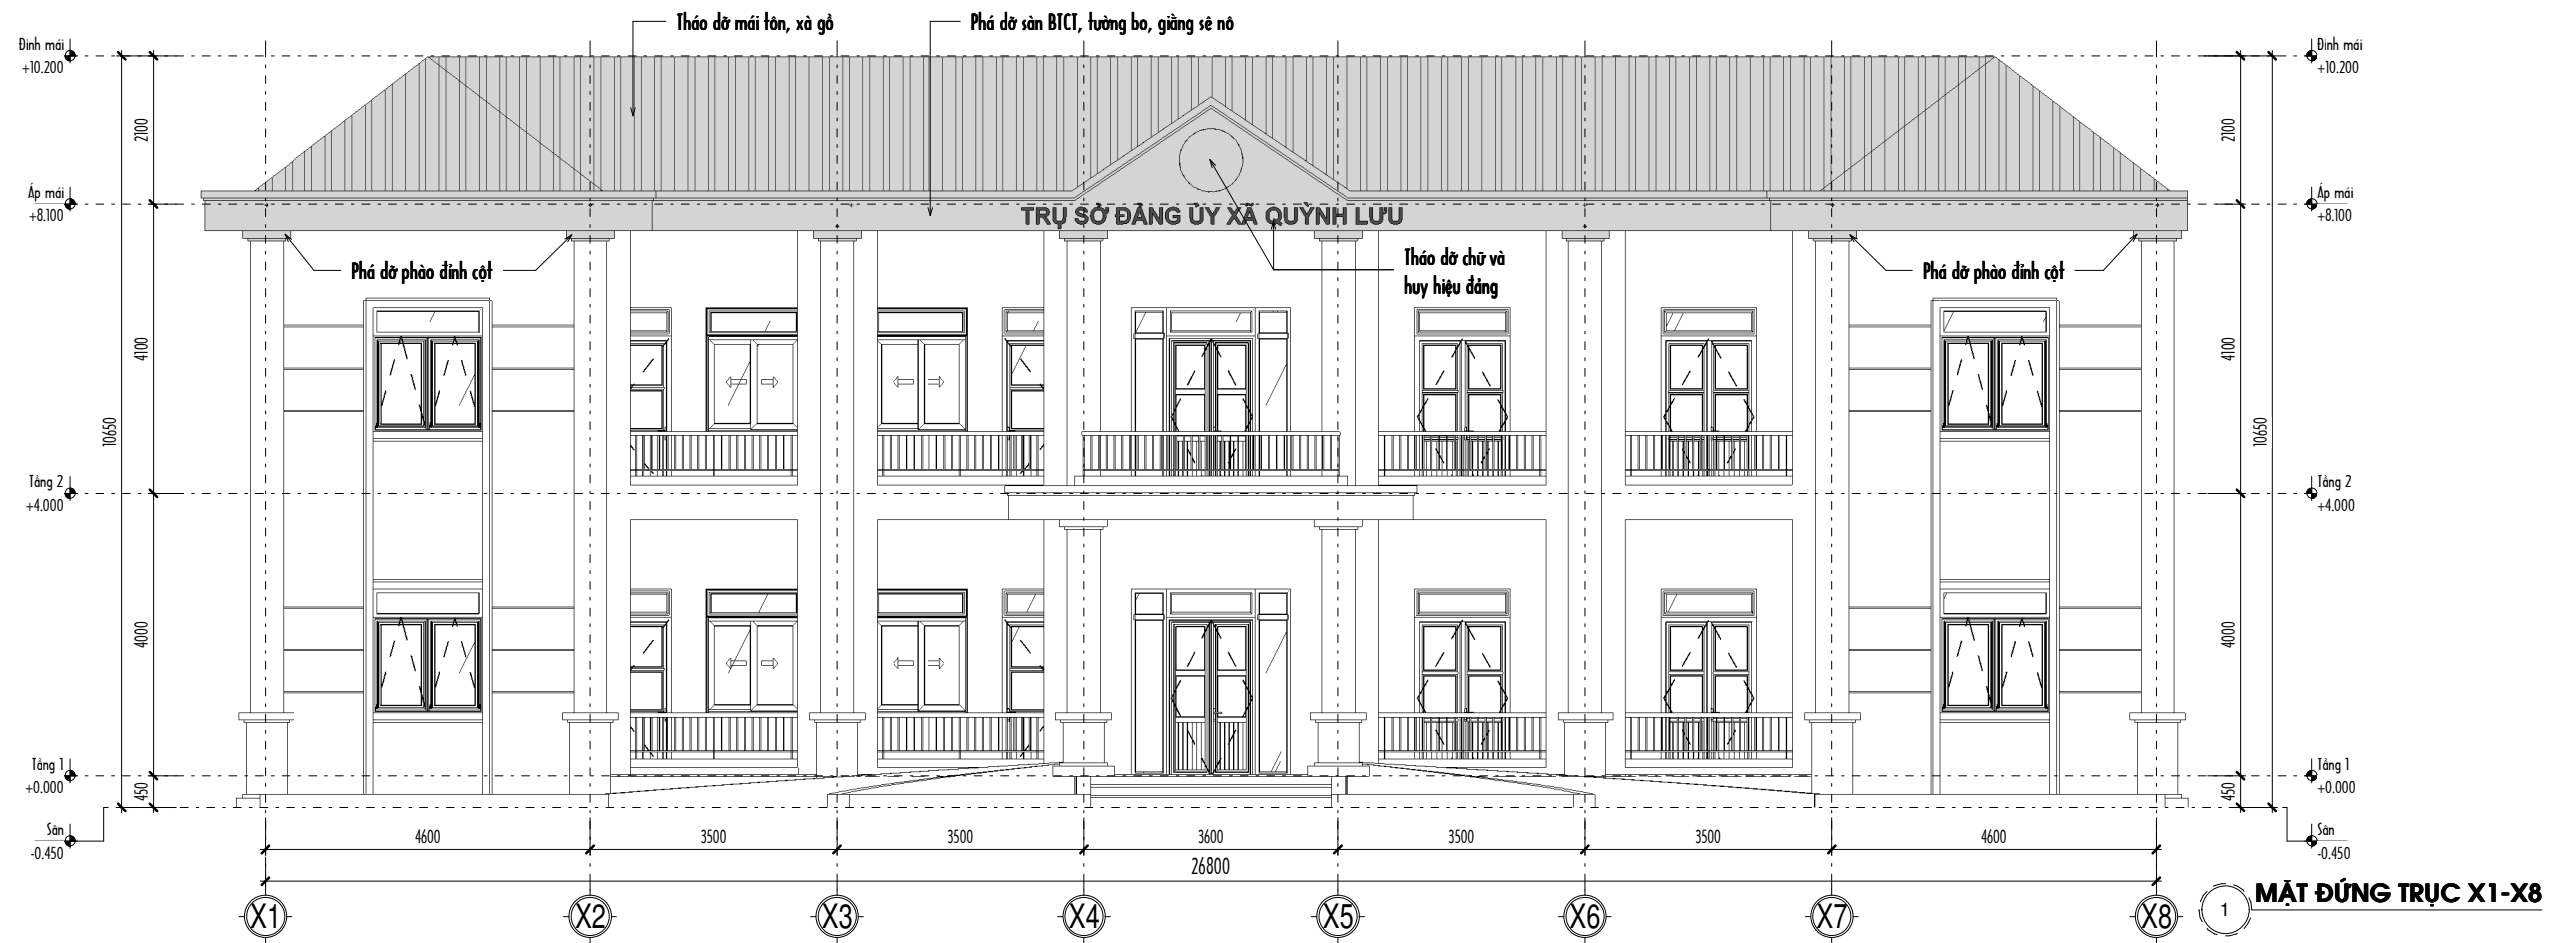 Tháo dỡ mái tôn, xà gồ
Phá dỡ sàn BTCT, tường bo, giằng sê nô
Đỉnh mái
+10.200
Đỉnh mái
+10.200
2100
2100
Áp mái
+8.100
Áp mái
+8.100
TRỤ SỞ ĐẢNG ỦY XÃ QUỲNH LƯU
Phá dỡ phào đỉnh cột
Tháo dỡ chữ và
huy hiệu đảng
Phá dỡ phào đỉnh cột
4100
4100
10650
10650
Tầng 2
+4.000
Tầng 2
+4.000
4000
4000
Tầng 1
+0.000
Tầng 1
+0.000
450
450
Sân
-0.450
Sân
-0.450
4600
3500
3500
3600
3500
3500
4600
26800
X1
X2
X3
X4
X5
X6
X7
X8
1
MẶT ĐỨNG TRỤC X1-X8